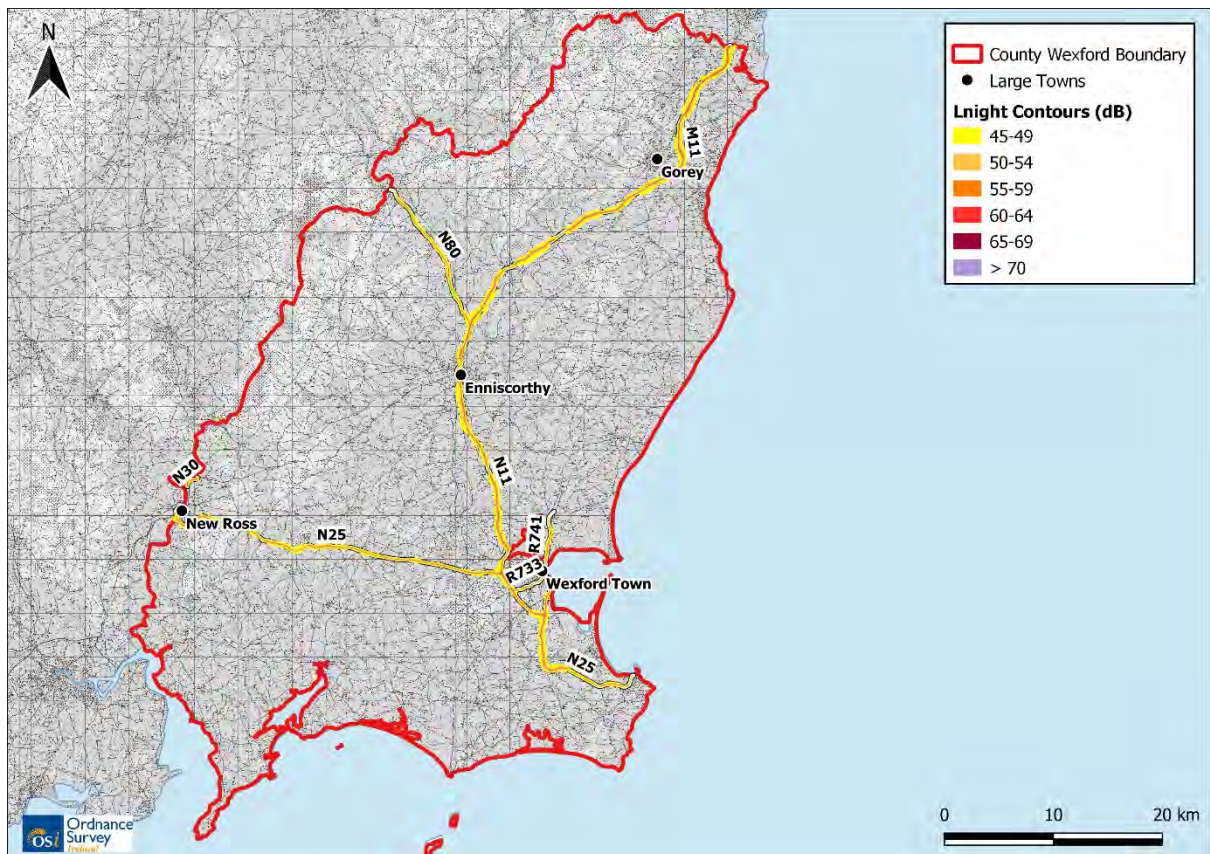 N
County Wexford Boundary
Large Towns
Lnight Contours (dB)
45-49
50-54
55-59
60-64
65-69
> 70
M11
Gorey
N80
Enniscorthy
N11
N30
New Ross
N25
R741
R733
Wexford Town
N25
0 10 20 km
osi
Ordnance
Survey
Ireland